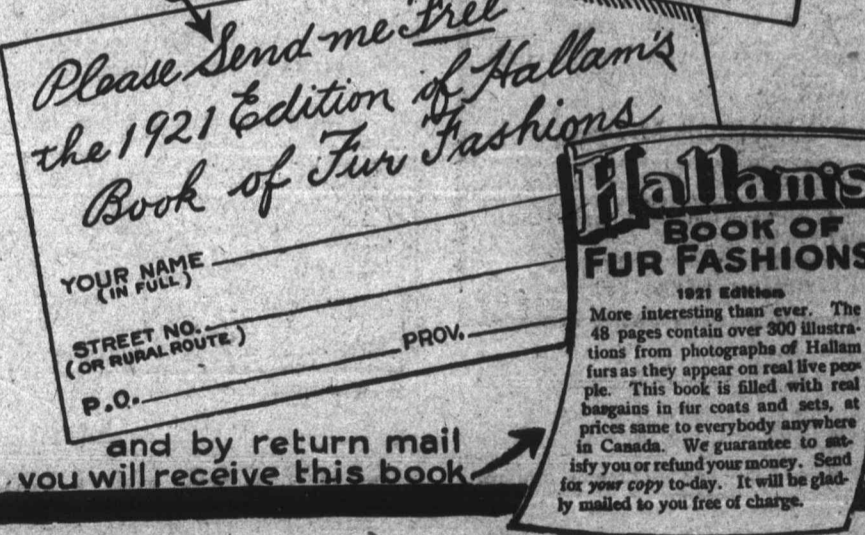 Please Send me Free
the 1921 Edition of Hallam's
Book of Fur Fashions
YOUR NAME
(IN FULL)
STREET NO.
(OR RURAL ROUTE)
P.O. PROV.
and by return mail
you will receive this book
Hallam's
BOOK OF
FUR FASHIONS
1921 Edition
More interesting than ever. The
48 pages contain over 300 illustra-
tions from photographs of Hallam
furs as they appear on real live peo-
ple. This book is filled with real
bargains in fur coats and sets, at
prices same to everybody anywhere
in Canada. We guarantee to sat-
isfy you or refund your money. Send
for your copy to-day. It will be glad-
ly mailed to you free of charge.